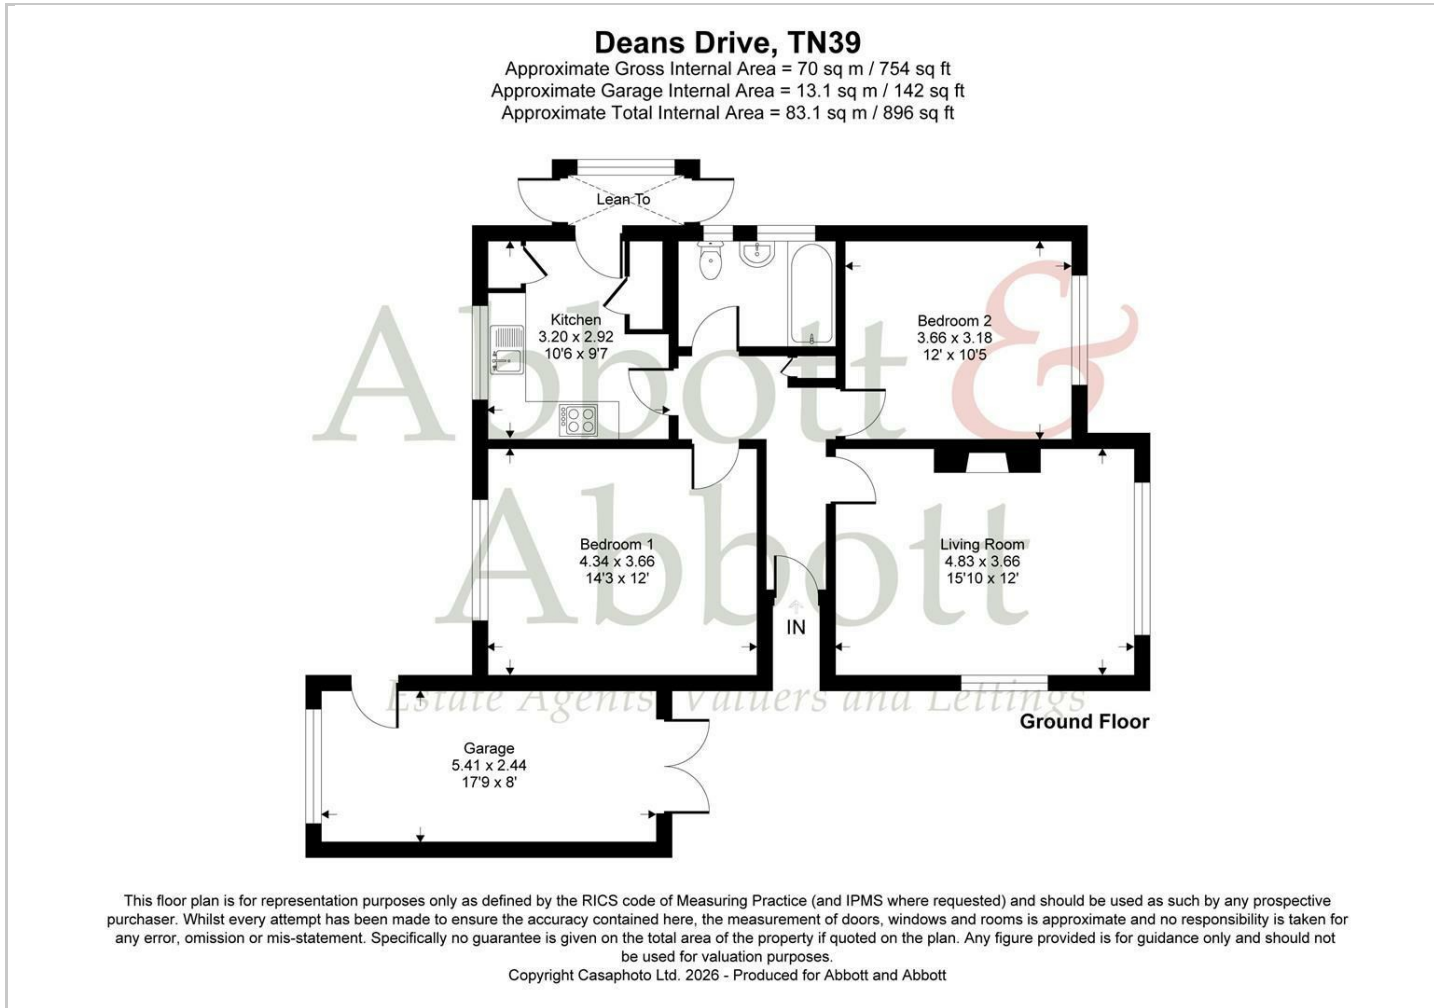 Deans Drive, TN39
Approximate Gross Internal Area = 70 sq m / 754 sq ft
Approximate Garage Internal Area = 13.1 sq m / 142 sq ft
Approximate Total Internal Area = 83.1 sq m / 896 sq ft
Lean To
Kitchen
3.20 x 2.92
10'6 x 9'7
Bedroom 2
3.66 x 3.18
12' x 10'5
Abbott &
Abbott
Estate Agents, Valuers and Lettings
Bedroom 1
4.34 x 3.66
14'3 x 12'
Living Room
4.83 x 3.66
15'10 x 12'
IN
Ground Floor
Garage
5.41 x 2.44
17'9 x 8'
This floor plan is for representation purposes only as defined by the RICS code of Measuring Practice (and IPMS where requested) and should be used as such by any prospective
purchaser. Whilst every attempt has been made to ensure the accuracy contained here, the measurement of doors, windows and rooms is approximate and no responsibility is taken for
any error, omission or mis-statement. Specifically no guarantee is given on the total area of the property if quoted on the plan. Any figure provided is for guidance only and should not
be used for valuation purposes.
Copyright Casaphoto Ltd. 2026 - Produced for Abbott and Abbott